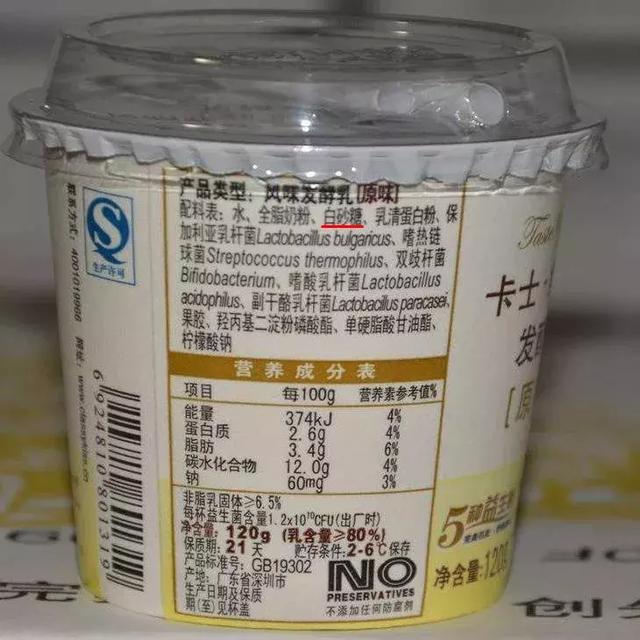 产品类型：风味发酵乳[原味]
配料表：水、全脂奶粉、白砂糖、乳清蛋白粉、保
加利亚乳杆菌Lactobacillus bulgaricus、嗜热链
球菌Streptococcus thermophilus、双歧杆菌
Bifidobacterium、嗜酸乳杆菌Lactobacillus
acidophilus、副干酪乳杆菌Lactobacillus paracasei、
果胶、羟丙基二淀粉磷酸酯、单硬脂酸甘油酯、
柠檬酸钠
营养成分表
项目 每100g 营养素参考值%
能量 374kJ 4%
蛋白质 2.6g 4%
脂肪 3.4g 6%
碳水化合物 12.0g 4%
钠 60mg 3%
非脂乳固体≥6.5%
每杯益生菌含量1.2x10¹⁰CFU(出厂时)
净含量：120g (乳含量≥80%)
保质期：21天 贮存条件:2-6℃保存
产品标准号：GB19302
产地：广东省深圳市
生产日期及保质
期(至)见杯盖
NO
PRESERVATIVES
不添加任何防腐剂
生产许可
联系方式：4001019966
6924810801319
Taste
卡士
[原
5种益生
净含量:120g
创